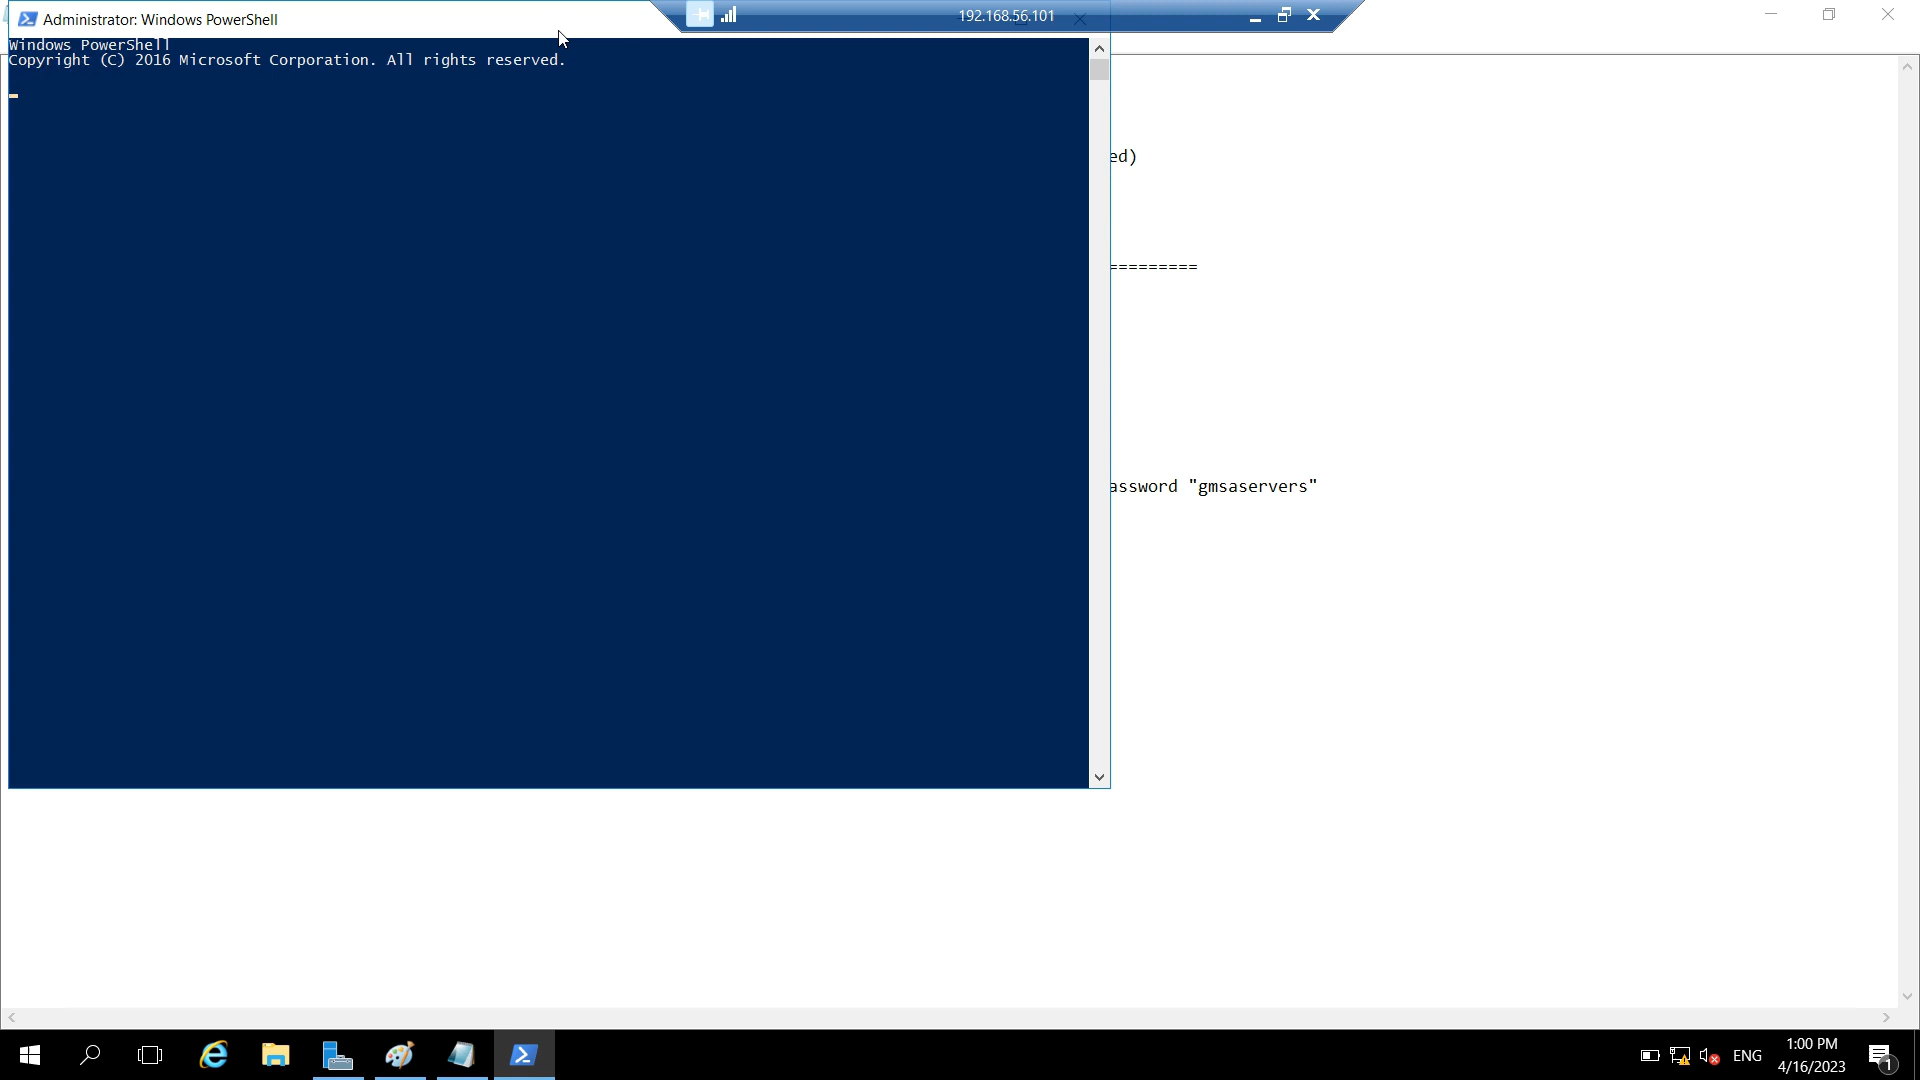 Administrator: Windows PowerShell
192.168.56.101
Windows PowerShell
Copyright (C) 2016 Microsoft Corporation. All rights reserved.
ed)
=========
assword "gmsaservers"
ENG
1:00 PM
4/16/2023
1